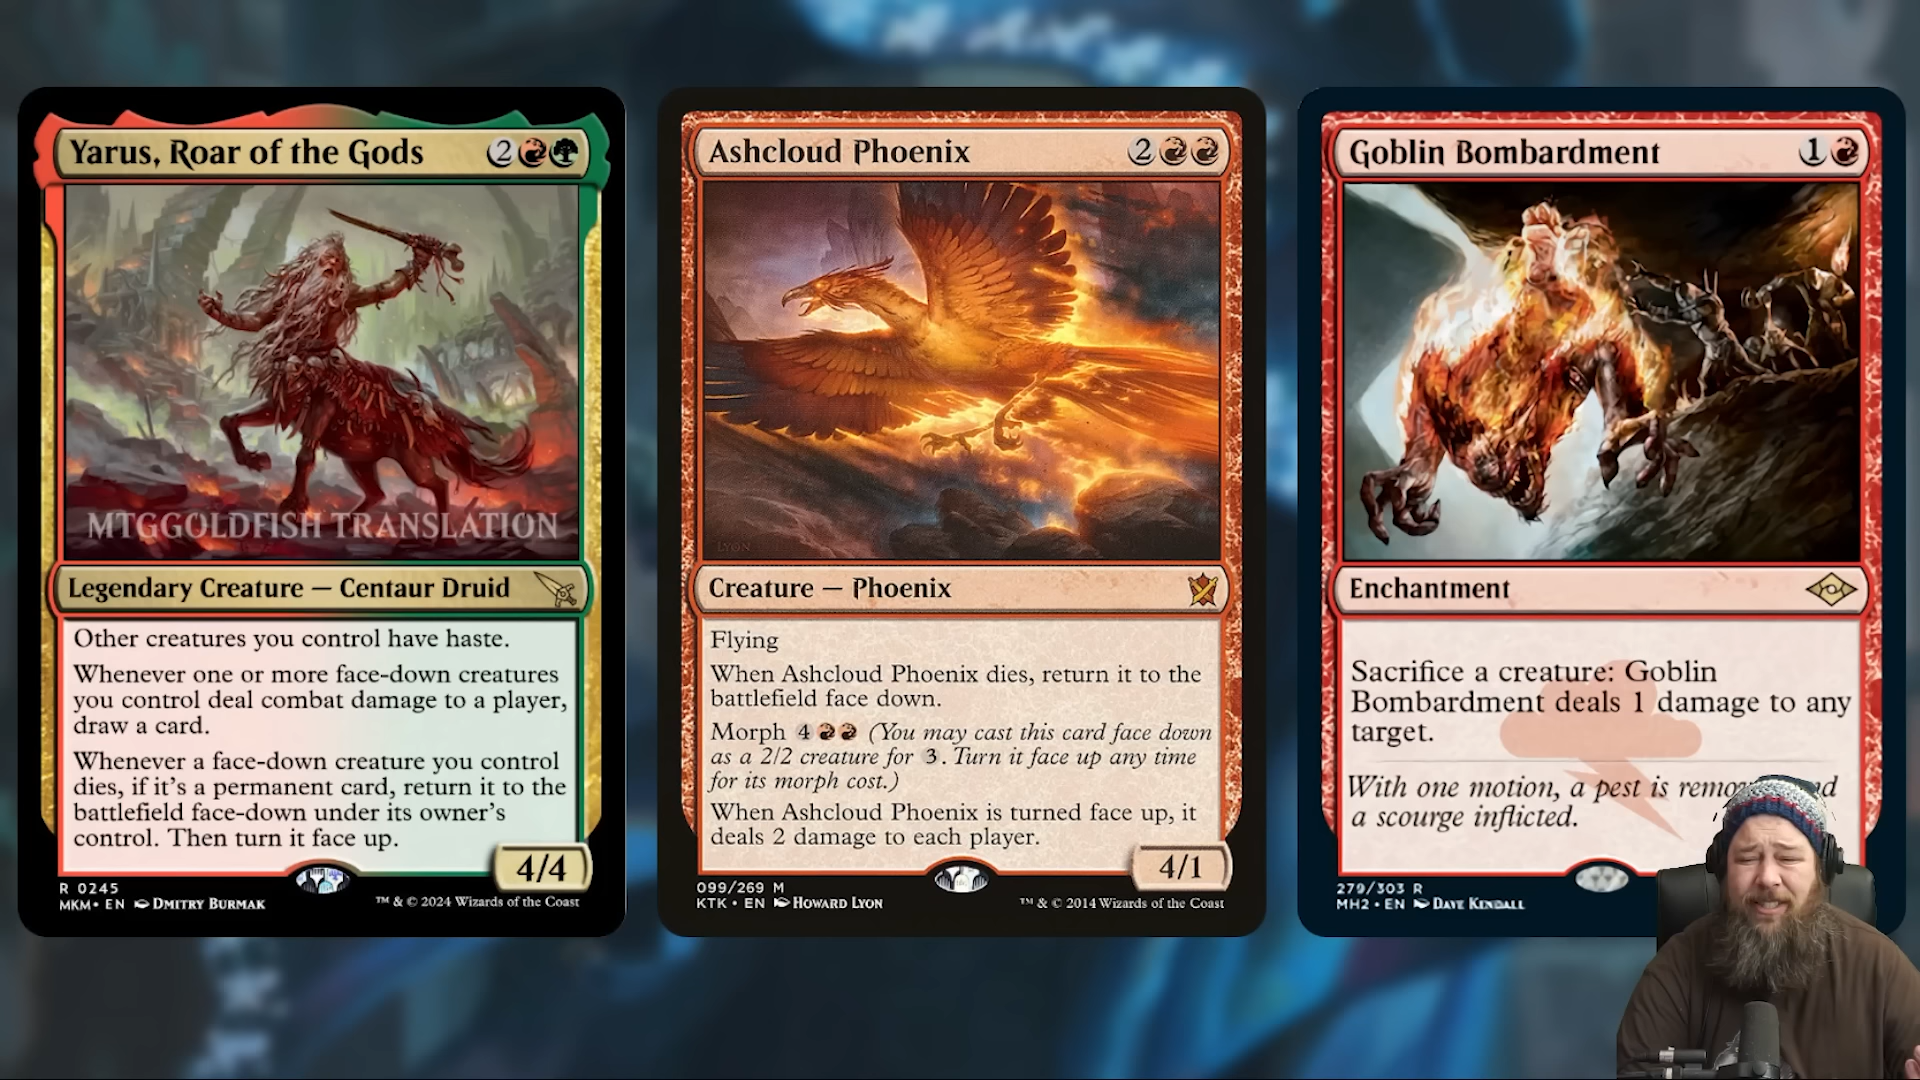 Yarus, Roar of the Gods 2
MTGGOLDFISH TRANSLATION
Legendary Creature — Centaur Druid
Other creatures you control have haste.
Whenever one or more face-down creatures
you control deal combat damage to a player,
draw a card.
Whenever a face-down creature you control
dies, if it's a permanent card, return it to the
battlefield face-down under its owner's
control. Then turn it face up.
4/4
R 0245
MKM • EN DMITRY BURMAK
™ & © 2024 Wizards of the Coast
Ashcloud Phoenix 2
LYON
Creature — Phoenix
Flying
When Ashcloud Phoenix dies, return it to the
battlefield face down.
Morph 4 (You may cast this card face down
as a 2/2 creature for 3. Turn it face up any time
for its morph cost.)
When Ashcloud Phoenix is turned face up, it
deals 2 damage to each player.
4/1
099/269 M
KTK • EN HOWARD LYON
™ & © 2014 Wizards of the Coast
Goblin Bombardment 1
Enchantment
Sacrifice a creature: Goblin
Bombardment deals 1 damage to any
target.
With one motion, a pest is
a scourge inflicted.
279/303 R
MH2 • EN DAVE KENDALL